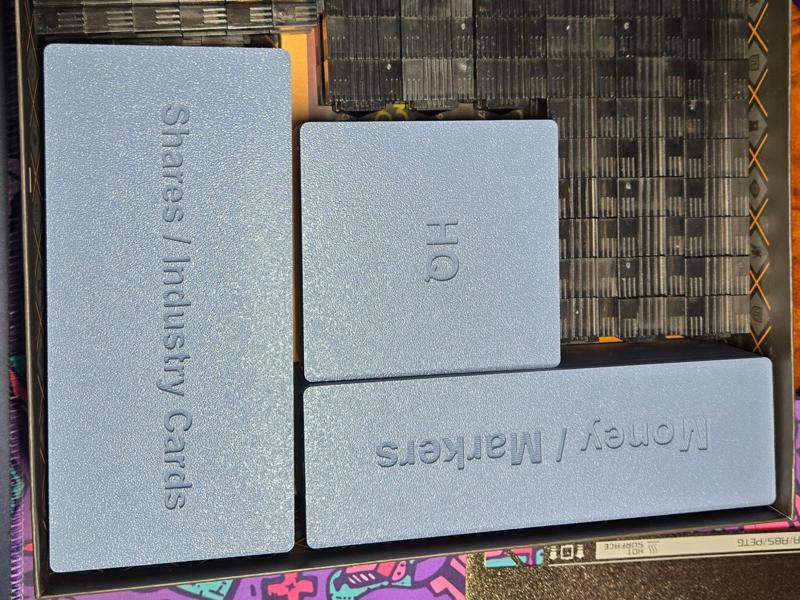 Shares / Industry Cards
HQ
Money / Markers
HOT
SURFACE
A/ABS/PETG